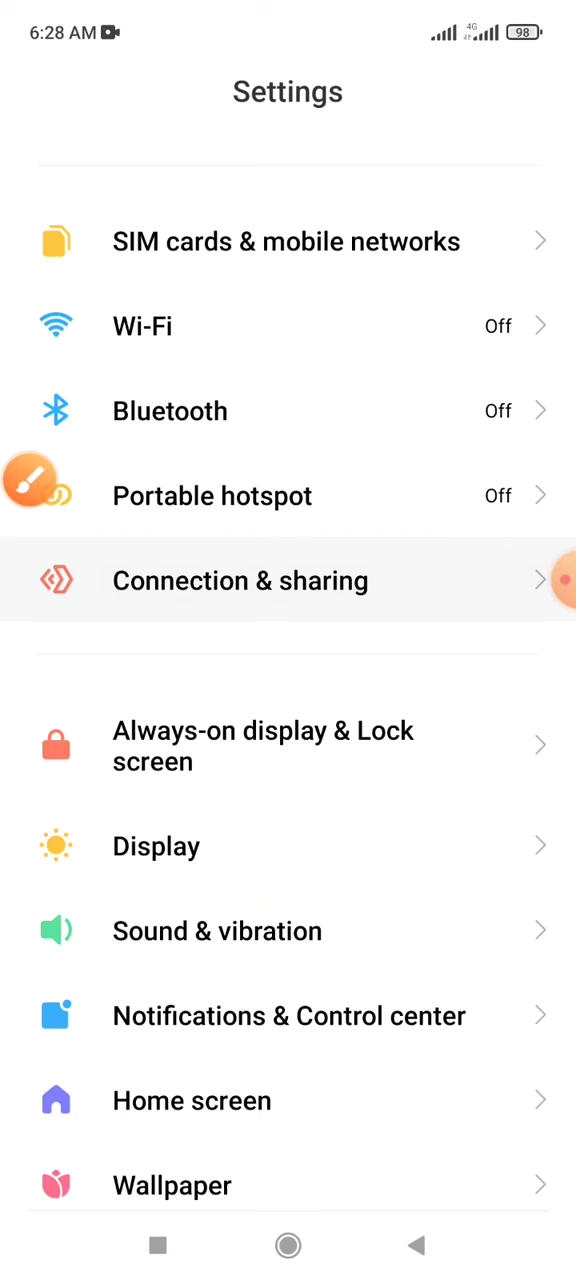 6:28 AM
4G
98
Settings
SIM cards & mobile networks
Wi-Fi Off
Bluetooth Off
Portable hotspot Off
Connection & sharing
Always-on display & Lock
screen
Display
Sound & vibration
Notifications & Control center
Home screen
Wallpaper